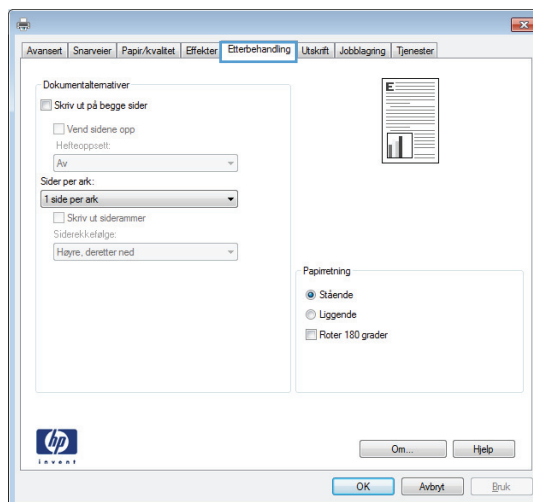 Avansert Snarveier Papir/kvalitet Effekter Etterbehandling Utskrift Jobblagring Tjenester
Dokumentalternativer
Skriv ut på begge sider
Vend sidene opp
Hefteoppsett:
Av
Sider per ark:
1 side per ark
Skriv ut siderammer
Siderekkefølge:
Høyre, deretter ned
E
Papirretning
Stående
Liggende
Roter 180 grader
hp
invent
Om... Hjelp
OK Avbryt Bruk